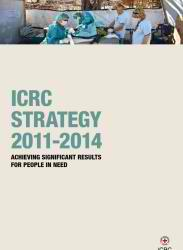 ICRC
STRATEGY
2011-2014
ACHIEVING SIGNIFICANT RESULTS
FOR PEOPLE IN NEED
ICRC